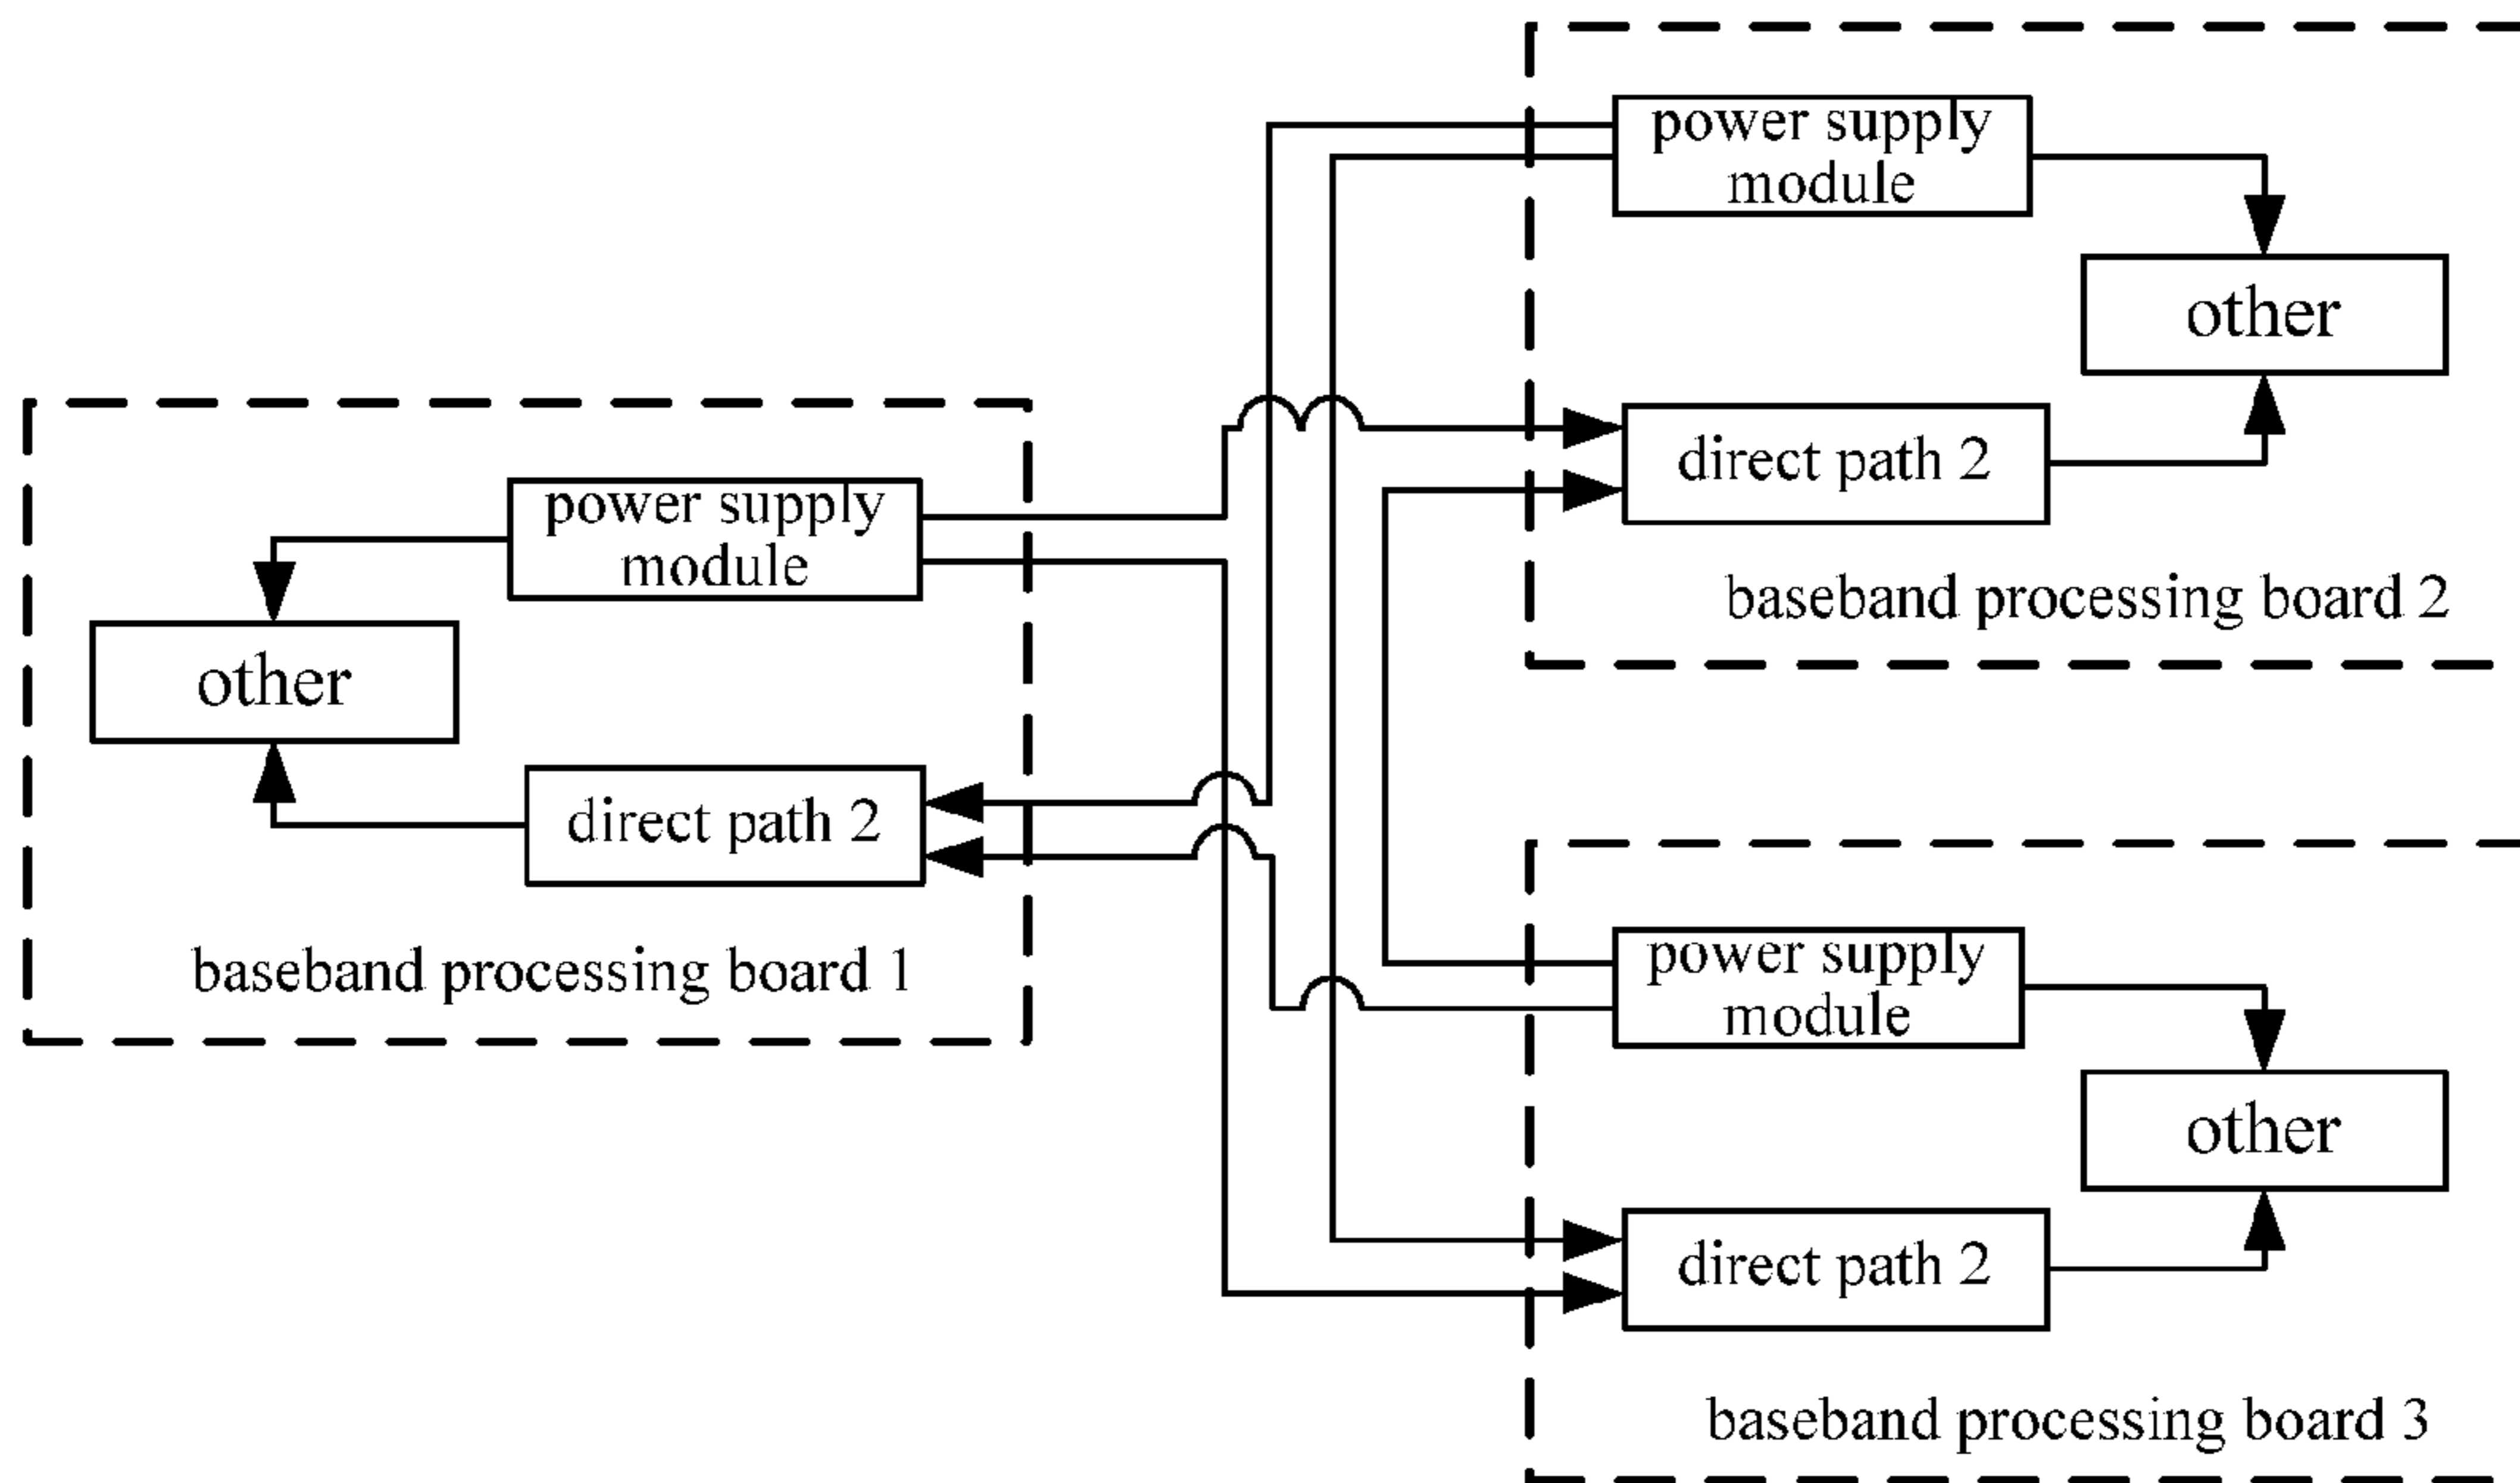 power supply
module
other
direct path 2
baseband processing board 1
power supply
module
other
direct path 2
baseband processing board 2
power supply
module
other
direct path 2
baseband processing board 3